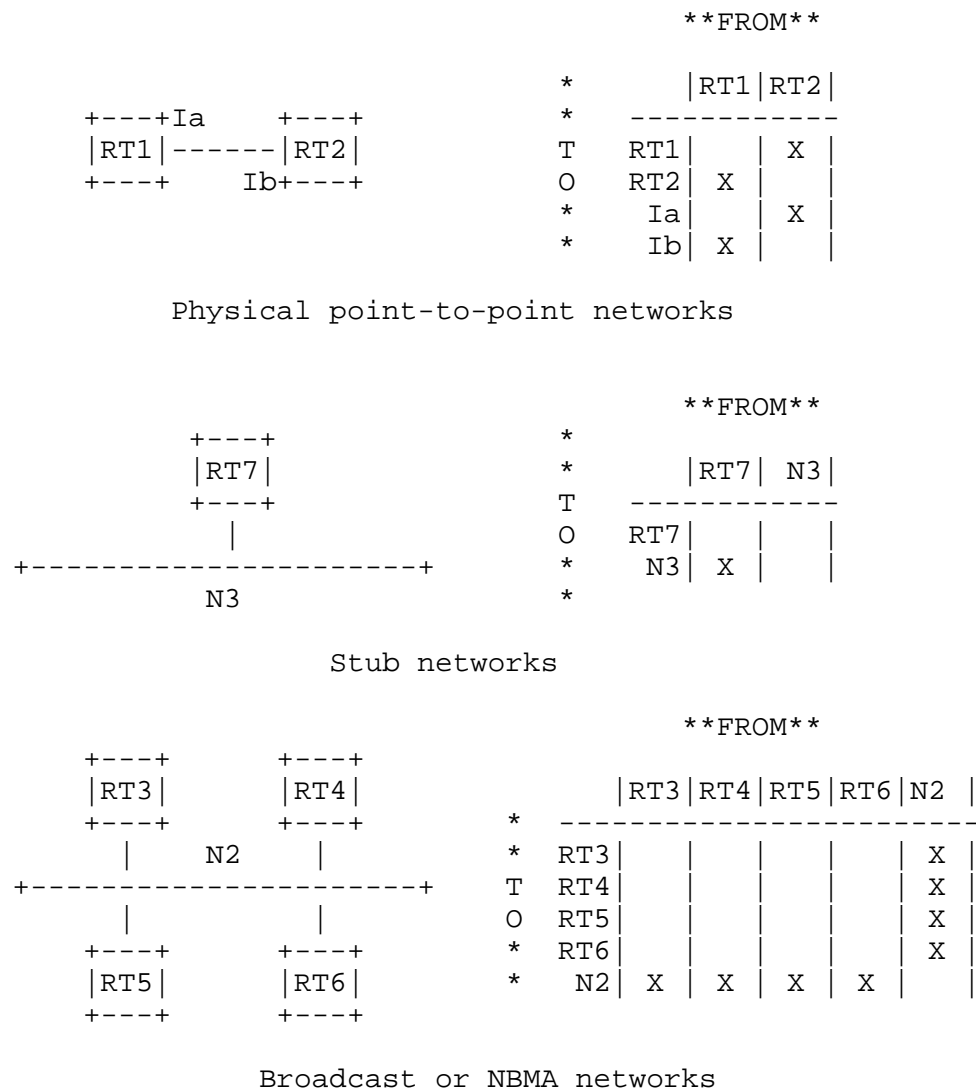 **FROM**

                                           *      |RT1|RT2|
            +---+Ia    +---+               *   ------------
            |RT1|------|RT2|               T   RT1|   | X |
            +---+    Ib+---+               O   RT2| X |   |
                                           *    Ia|   | X |
                                           *    Ib| X |   |

                 Physical point-to-point networks

                                                  **FROM**
                  +---+                    *
                  |RT7|                    *      |RT7| N3|
                  +---+                    T   ------------
                    |                      O   RT7|   |   |
        +----------------------+           *    N3| X |   |
                   N3                      *

                          Stub networks

                                                  **FROM**
            +---+      +---+
            |RT3|      |RT4|                  |RT3|RT4|RT5|RT6|N2 |
            +---+      +---+            *  ------------------------
              |    N2    |              *  RT3|   |   |   |   | X |
        +----------------------+        T  RT4|   |   |   |   | X |
              |          |              O  RT5|   |   |   |   | X |
            +---+      +---+            *  RT6|   |   |   |   | X |
            |RT5|      |RT6|            *   N2| X | X | X | X |   |
            +---+      +---+

                      Broadcast or NBMA networks